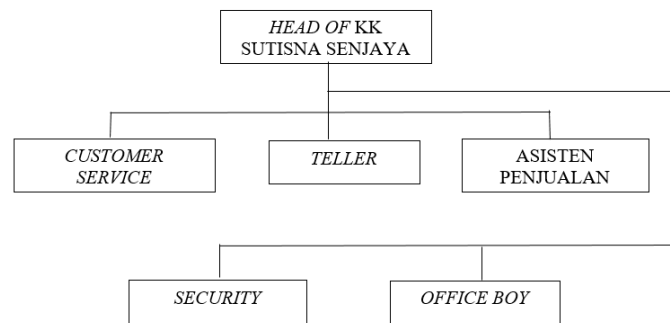 HEAD OF KK
SUTISNA SENJAYA
CUSTOMER
SERVICE
TELLER
ASISTEN
PENJUALAN
SECURITY
OFFICE BOY